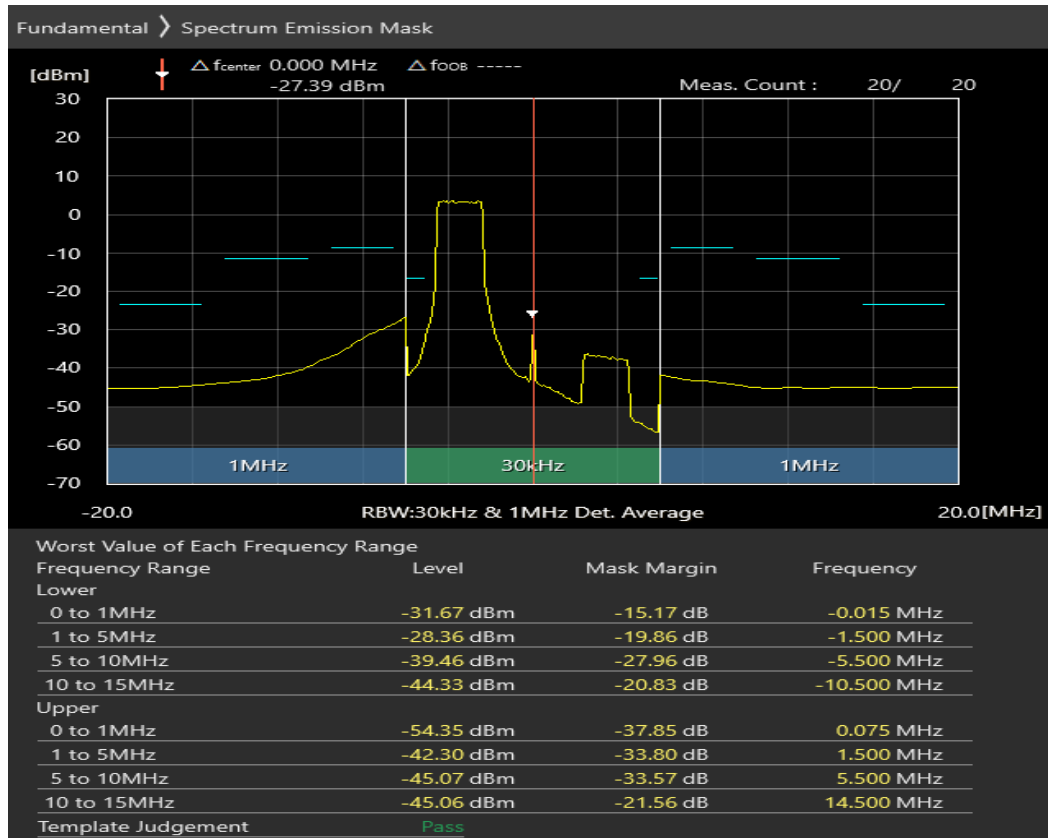 Fundamental ❯ Spectrum Emission Mask
[dBm] △ fcenter 0.000 MHz △ fOOB -----
-27.39 dBm Meas. Count : 20/ 20
30
20
10
0
-10
-20
-30
-40
-50
-60
1MHz 30kHz 1MHz
-70
-20.0 RBW:30kHz & 1MHz Det. Average 20.0[MHz]
Worst Value of Each Frequency Range
Frequency Range Level Mask Margin Frequency
Lower
0 to 1MHz -31.67 dBm -15.17 dB -0.015 MHz
1 to 5MHz -28.36 dBm -19.86 dB -1.500 MHz
5 to 10MHz -39.46 dBm -27.96 dB -5.500 MHz
10 to 15MHz -44.33 dBm -20.83 dB -10.500 MHz
Upper
0 to 1MHz -54.35 dBm -37.85 dB 0.075 MHz
1 to 5MHz -42.30 dBm -33.80 dB 1.500 MHz
5 to 10MHz -45.07 dBm -33.57 dB 5.500 MHz
10 to 15MHz -45.06 dBm -21.56 dB 14.500 MHz
Template Judgement Pass